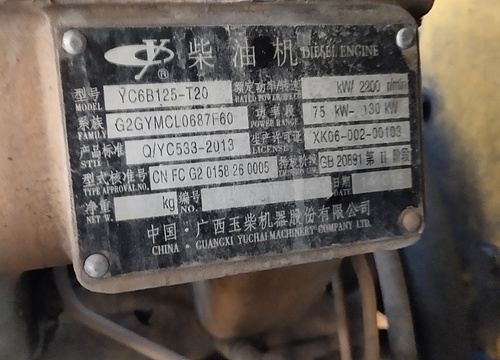 柴油机 DIESEL ENGINE
型号 MODEL YC6B125-T20 额定功率/转速 RATED POWER/SPEED kW/ 2200 r/min
系族 FAMILY G2GYMCL0687F60 功率范围 POWER RANGE 75 kW- 130 kW
产品标准 STD Q/YC533-2013 生产许可证 LICENSE XK06-002-00103
型式核准号 TYPE APPROVAL NO. CN FC G2 0158 26 0005 GB 20891 第 II 阶段
净重 NET W. kg 编号 NO. 日期 DATE
中国·广西玉柴机器股份有限公司
CHINA · GUANGXI YUCHAI MACHINERY COMPANY LTD.